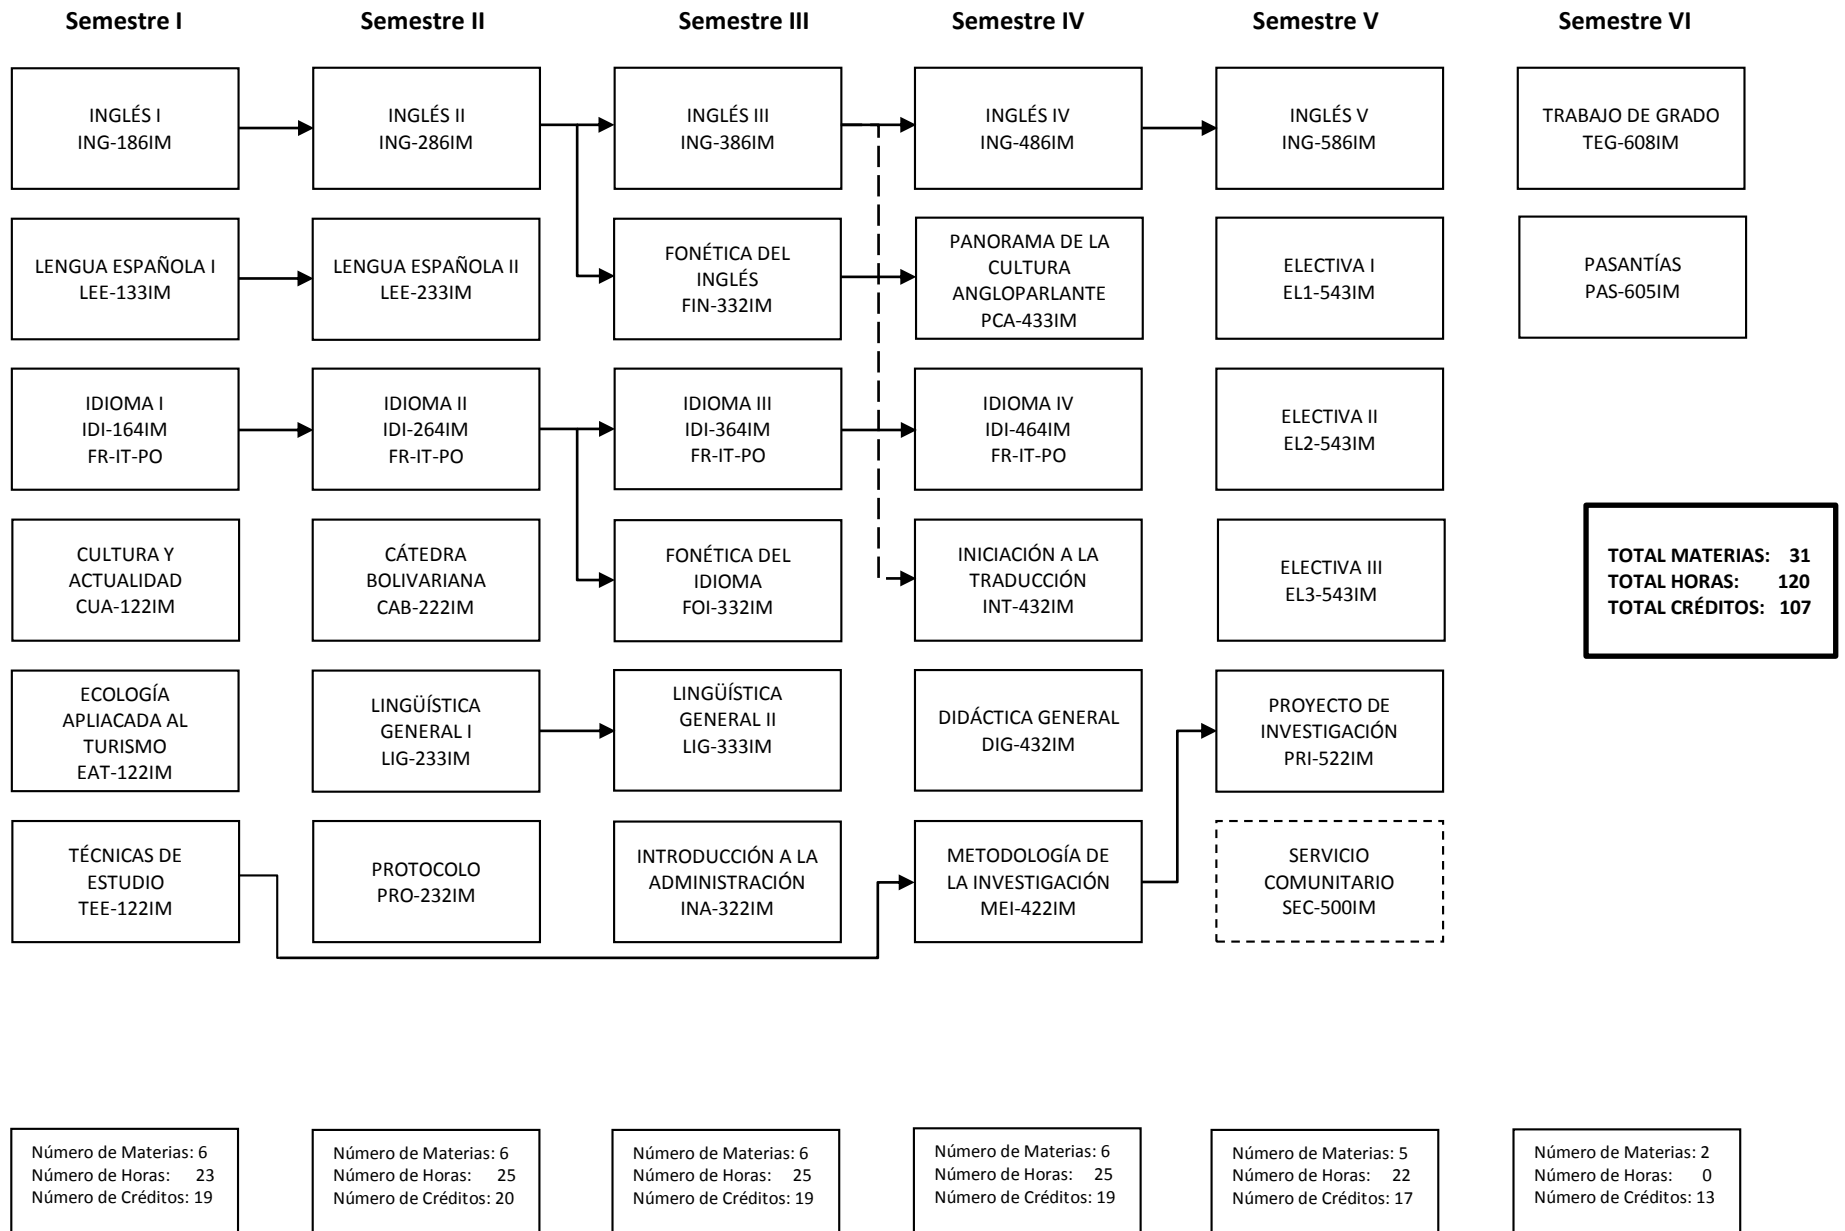 Semestre I
Semestre II
Semestre III
Semestre IV
Semestre V
Semestre VI
INGLÉS I
ING-186IM
INGLÉS II
ING-286IM
INGLÉS III
ING-386IM
INGLÉS IV
ING-486IM
INGLÉS V
ING-586IM
TRABAJO DE GRADO
TEG-608IM
LENGUA ESPAÑOLA I
LEE-133IM
LENGUA ESPAÑOLA II
LEE-233IM
FONÉTICA DEL
INGLÉS
FIN-332IM
PANORAMA DE LA
CULTURA
ANGLOPARLANTE
PCA-433IM
ELECTIVA I
EL1-543IM
PASANTÍAS
PAS-605IM
IDIOMA I
IDI-164IM
FR-IT-PO
IDIOMA II
IDI-264IM
FR-IT-PO
IDIOMA III
IDI-364IM
FR-IT-PO
IDIOMA IV
IDI-464IM
FR-IT-PO
ELECTIVA II
EL2-543IM
CULTURA Y
ACTUALIDAD
CUA-122IM
CÁTEDRA
BOLIVARIANA
CAB-222IM
FONÉTICA DEL
IDIOMA
FOI-332IM
INICIACIÓN A LA
TRADUCCIÓN
INT-432IM
ELECTIVA III
EL3-543IM
TOTAL MATERIAS: 31
TOTAL HORAS: 120
TOTAL CRÉDITOS: 107
ECOLOGÍA
APLIACADA AL
TURISMO
EAT-122IM
LINGÜÍSTICA
GENERAL I
LIG-233IM
LINGÜÍSTICA
GENERAL II
LIG-333IM
DIDÁCTICA GENERAL
DIG-432IM
PROYECTO DE
INVESTIGACIÓN
PRI-522IM
TÉCNICAS DE
ESTUDIO
TEE-122IM
PROTOCOLO
PRO-232IM
INTRODUCCIÓN A LA
ADMINISTRACIÓN
INA-322IM
METODOLOGÍA DE
LA INVESTIGACIÓN
MEI-422IM
SERVICIO
COMUNITARIO
SEC-500IM
Número de Materias: 6
Número de Horas: 23
Número de Créditos: 19
Número de Materias: 6
Número de Horas: 25
Número de Créditos: 20
Número de Materias: 6
Número de Horas: 25
Número de Créditos: 19
Número de Materias: 6
Número de Horas: 25
Número de Créditos: 19
Número de Materias: 5
Número de Horas: 22
Número de Créditos: 17
Número de Materias: 2
Número de Horas: 0
Número de Créditos: 13